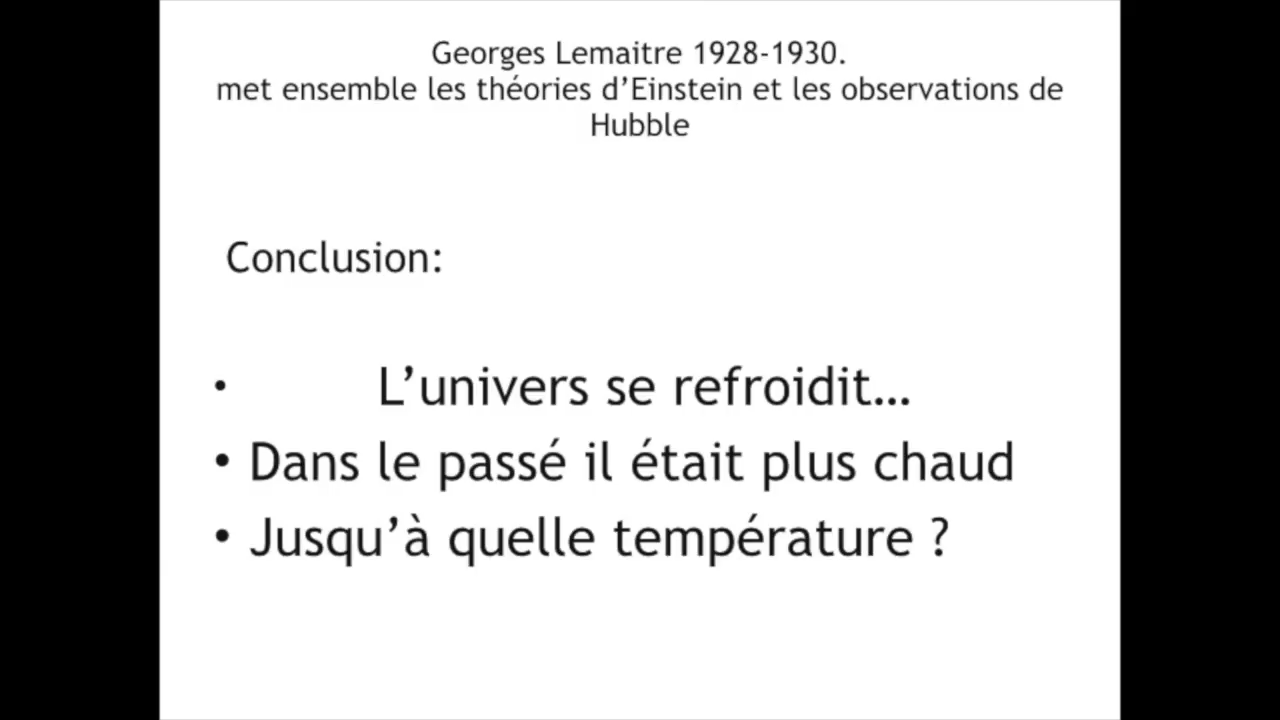 Georges Lemaitre 1928-1930.
met ensemble les théories d’Einstein et les observations de
Hubble
Conclusion:
• L’univers se refroidit…
• Dans le passé il était plus chaud
• Jusqu’à quelle température ?